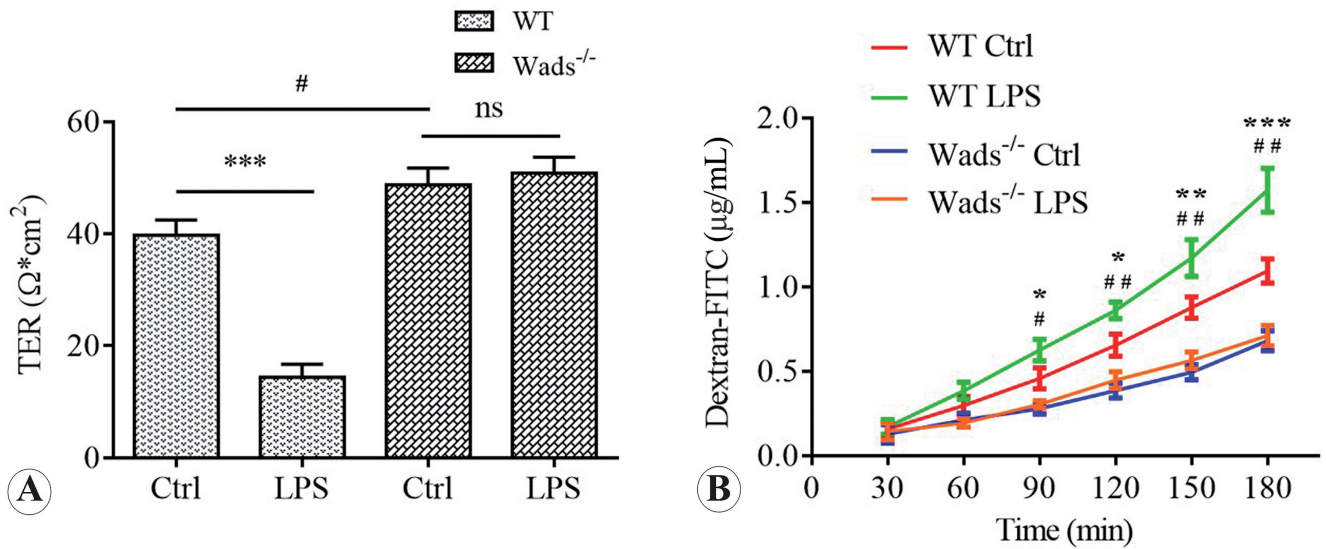 WT
Wads-/-
#
ns
***
TER (Ω*cm2)
60
40
20
0
Ctrl
LPS
Ctrl
LPS
A
WT Ctrl
WT LPS
Wads-/- Ctrl
Wads-/- LPS
Dextran-FITC (μg/mL)
2.0
1.5
1.0
0.5
0.0
*
#
*
##
**
##
***
##
0
30
60
90
120
150
180
Time (min)
B